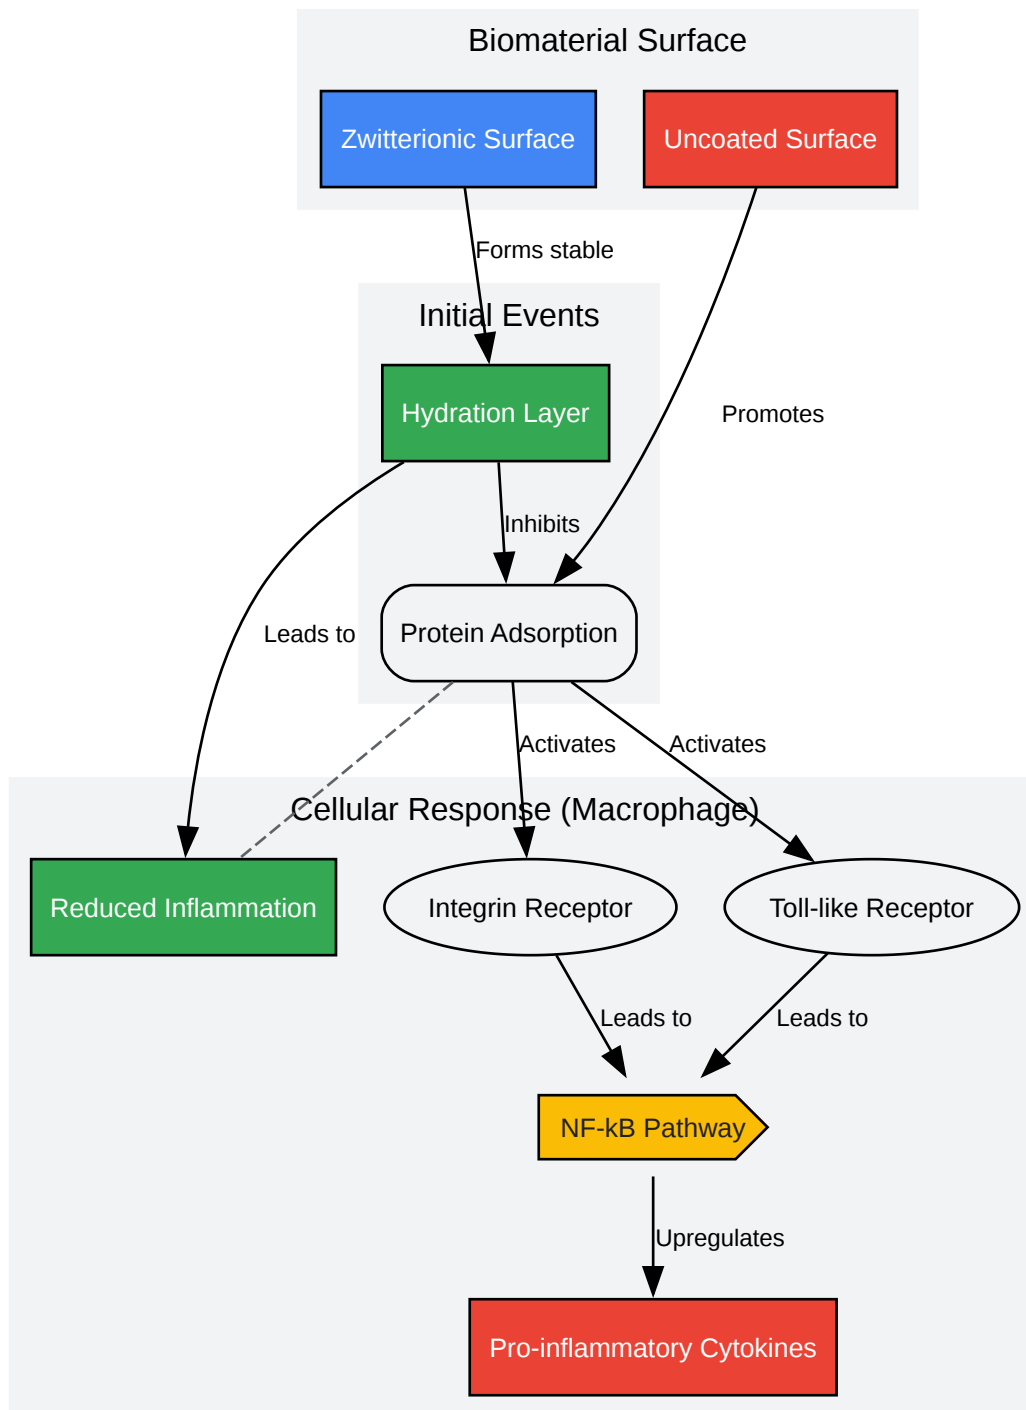 Biomaterial Surface
Zwitterionic Surface
Uncoated Surface
Forms stable
Initial Events
Hydration Layer
Promotes
Inhibits
Leads to
Protein Adsorption
Activates
Activates
Cellular Response (Macrophage)
Reduced Inflammation
Integrin Receptor
Toll-like Receptor
Leads to
Leads to
NF-kB Pathway
Upregulates
Pro-inflammatory Cytokines